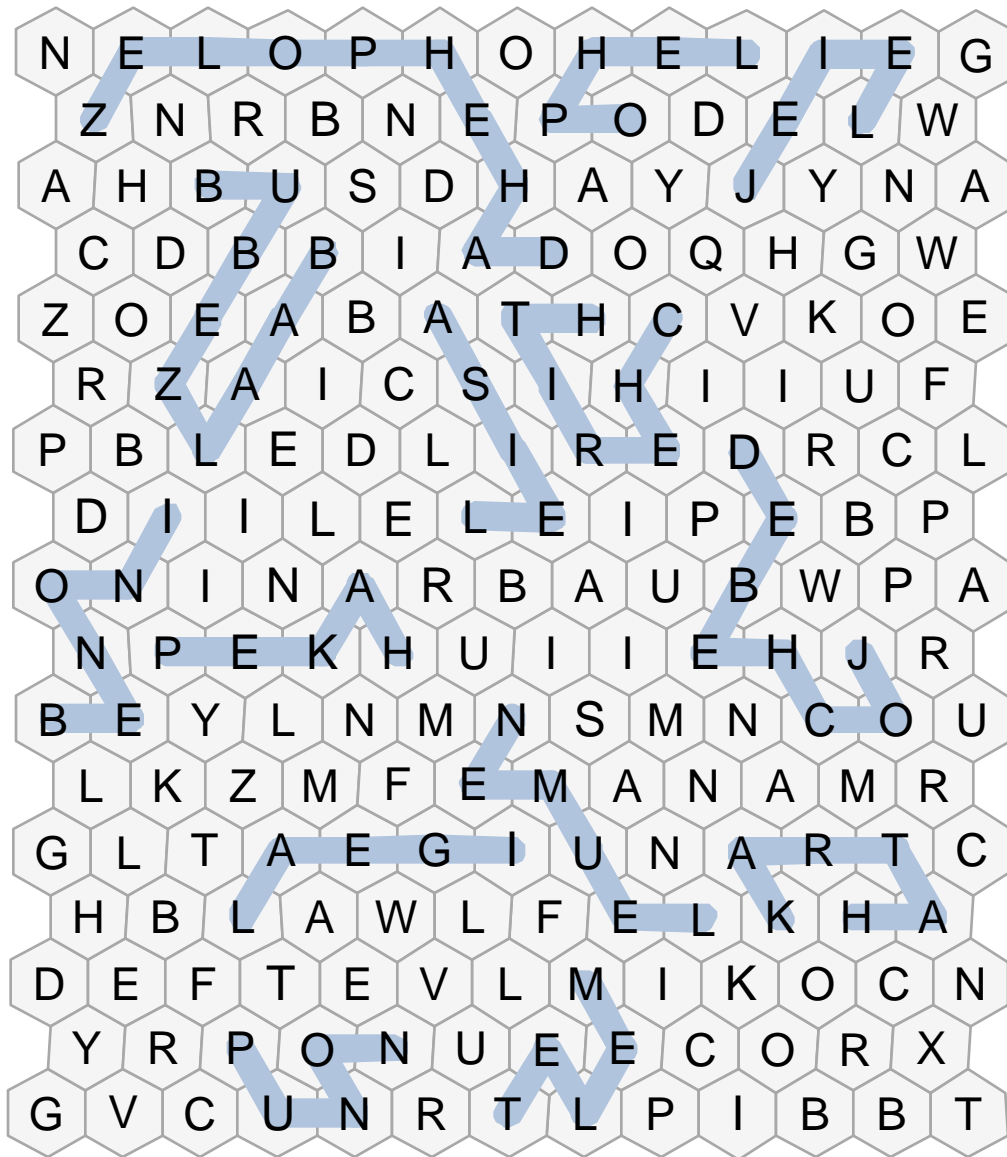 N E L O P H O H E L I E G
Z N R B N E P O D E L W
A H B U S D H A Y J Y N A
C D B B I A D O Q H G W
Z O E A B A T H C V K O E
R Z A I C S I H I I U F
P B L E D L I R E D R C L
D I I L E L E I P E B P
O N I N A R B A U B W P A
N P E K H U I I E H J R
B E Y L N M N S M N C O U
L K Z M F E M A N A M R
G L T A E G I U N A R T C
H B L A W L F E L K H A
D E F T E V L M I K O C N
Y R P O N U E E C O R X
G V C U N R T L P I B B T